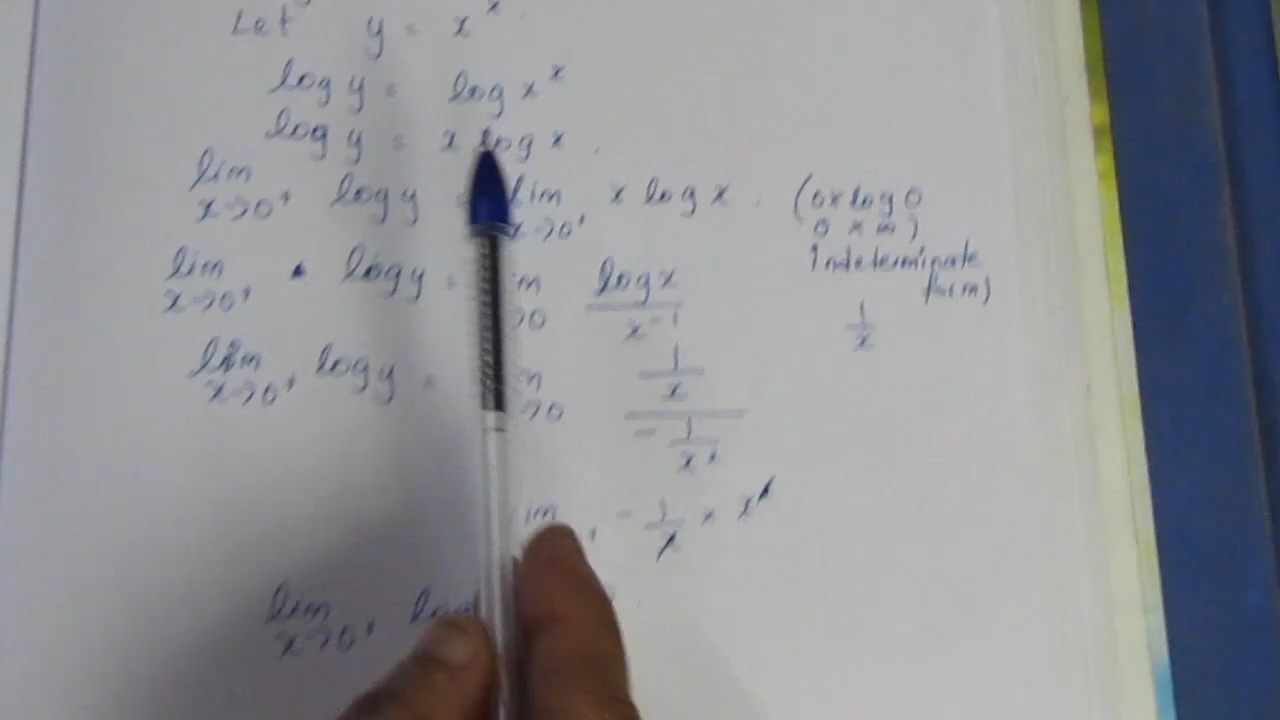 Let y = x^x.
log y = log x^x
log y = x log x.
lim x→0⁺ log y = lim x→0⁺ x log x. (0×log 0
0 × ∞)
Indeterminate
form)
lim x→0⁺ log y = log x / x⁻¹
1/x
lim x→0⁺ log y = (1/x) / (- 1/x²)
- 1/x × x²
lim x→0⁺